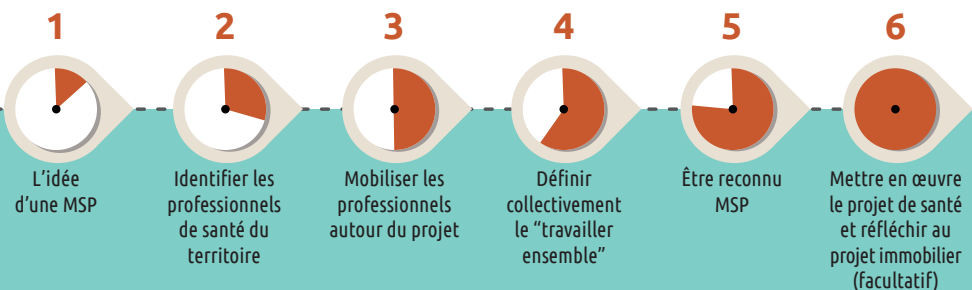 1
L'idée
d'une MSP
2
Identifier les
professionnels
de santé du
territoire
3
Mobiliser les
professionnels
autour du projet
4
Définir
collectivement
le “travailler
ensemble”
5
Être reconnu
MSP
6
Mettre en œuvre
le projet de santé
et réfléchir au
projet immobilier
(facultatif)